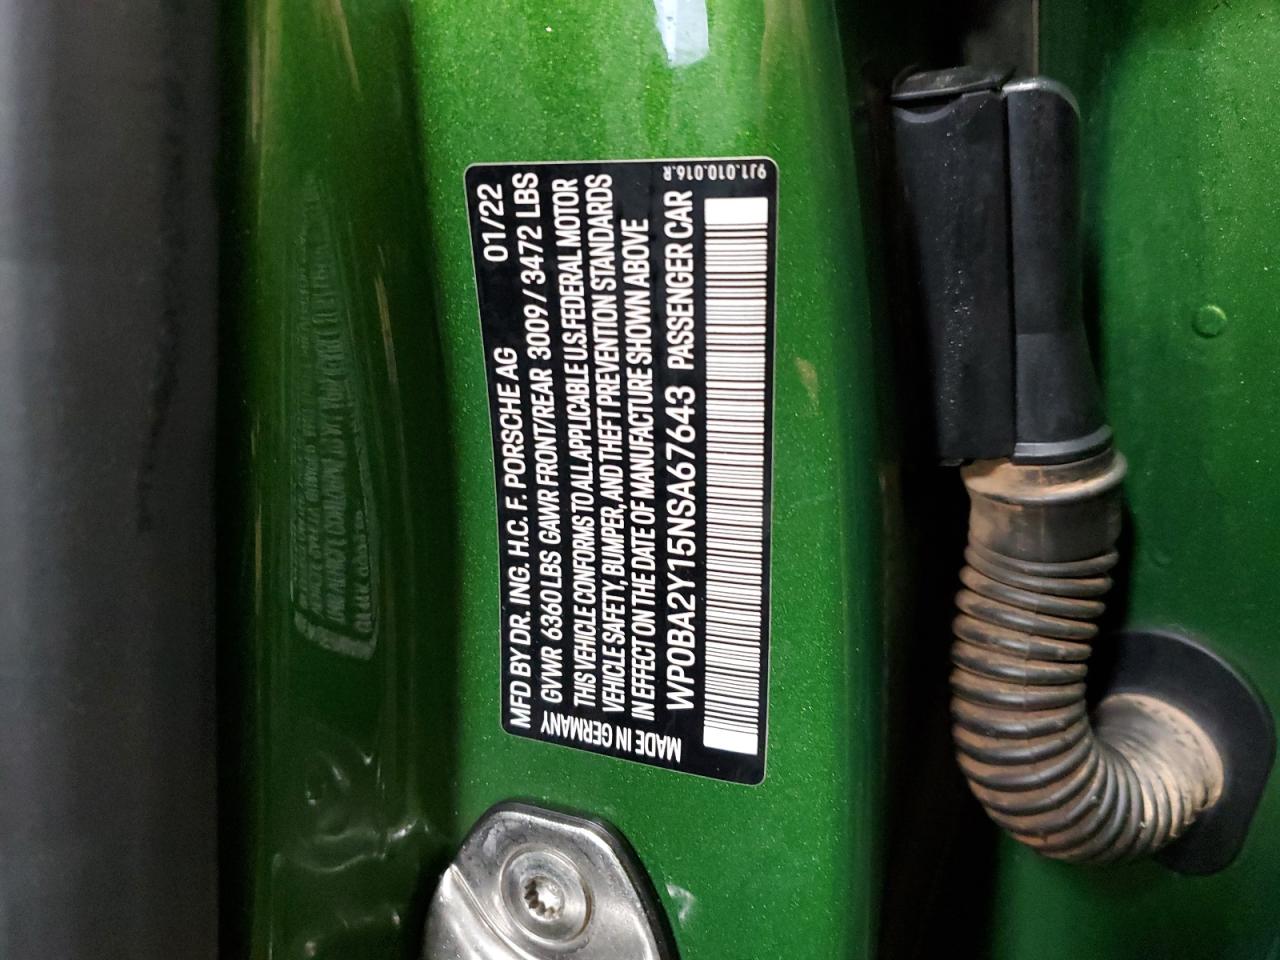 MFD BY DR. ING. H.C. F. PORSCHE AG 01/22
GVWR 6360 LBS GAWR FRONT/REAR 3009 / 3472 LBS
THIS VEHICLE CONFORMS TO ALL APPLICABLE U.S. FEDERAL MOTOR
VEHICLE SAFETY, BUMPER, AND THEFT PREVENTION STANDARDS
IN EFFECT ON THE DATE OF MANUFACTURE SHOWN ABOVE
WP0BA2Y15NSA67643 PASSENGER CAR
MADE IN GERMANY
9J1.010.016.R